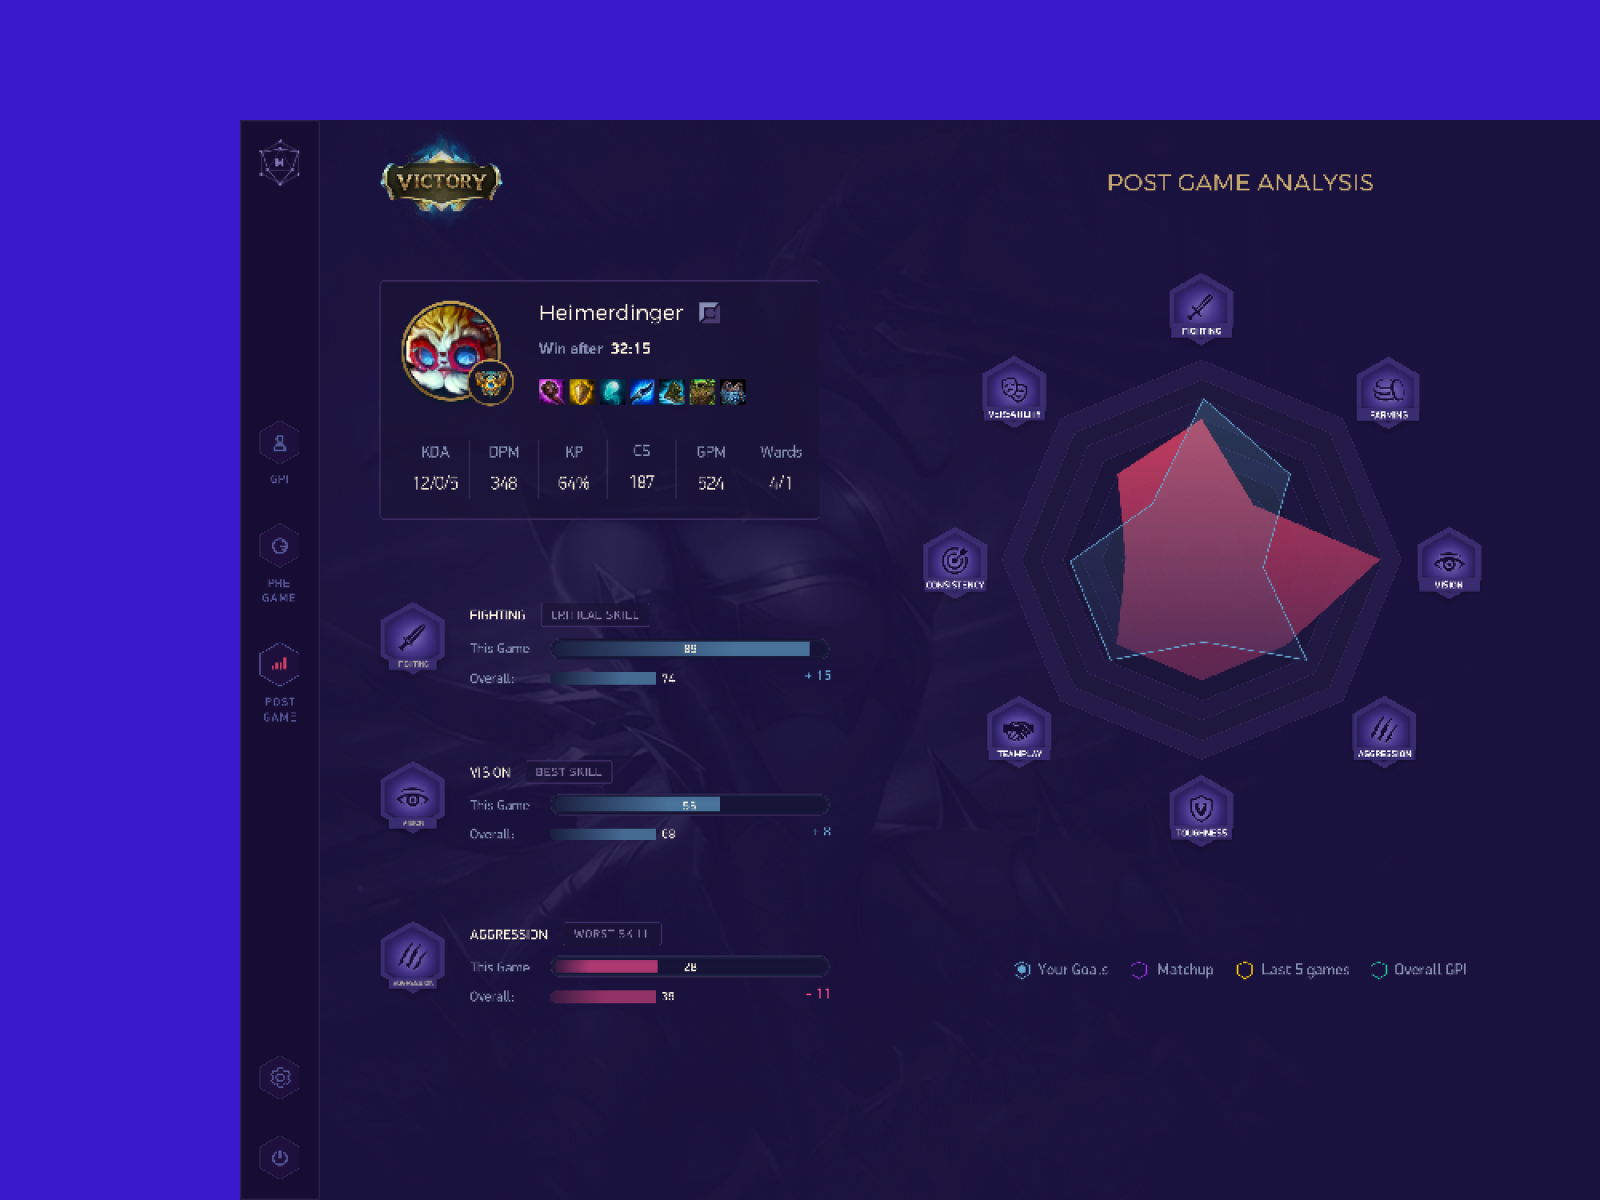 VICTORY
POST GAME ANALYSIS
Heimerdinger
Win after 32:15
KDA DPM KP CS GPM Wards
12/0/5 348 64% 187 524 4/1
GPI
PRE
GAME
POST
GAME
FIGHTING CRITICAL SKILL
This Game 89
Overall: 74 + 15
FIGHTING
VISION BEST SKILL
This Game
Overall: 68 + 8
VISION
AGGRESSION WORST SKILL
This Game 28
Overall: 39 - 11
AGGRESSION
FIGHTING
VERSATILITY
FARMING
CONSISTENCY
VISION
TEAMPLAY
AGGRESSION
TOUGHNESS
Your Goals Matchup Last 5 games Overall GPI